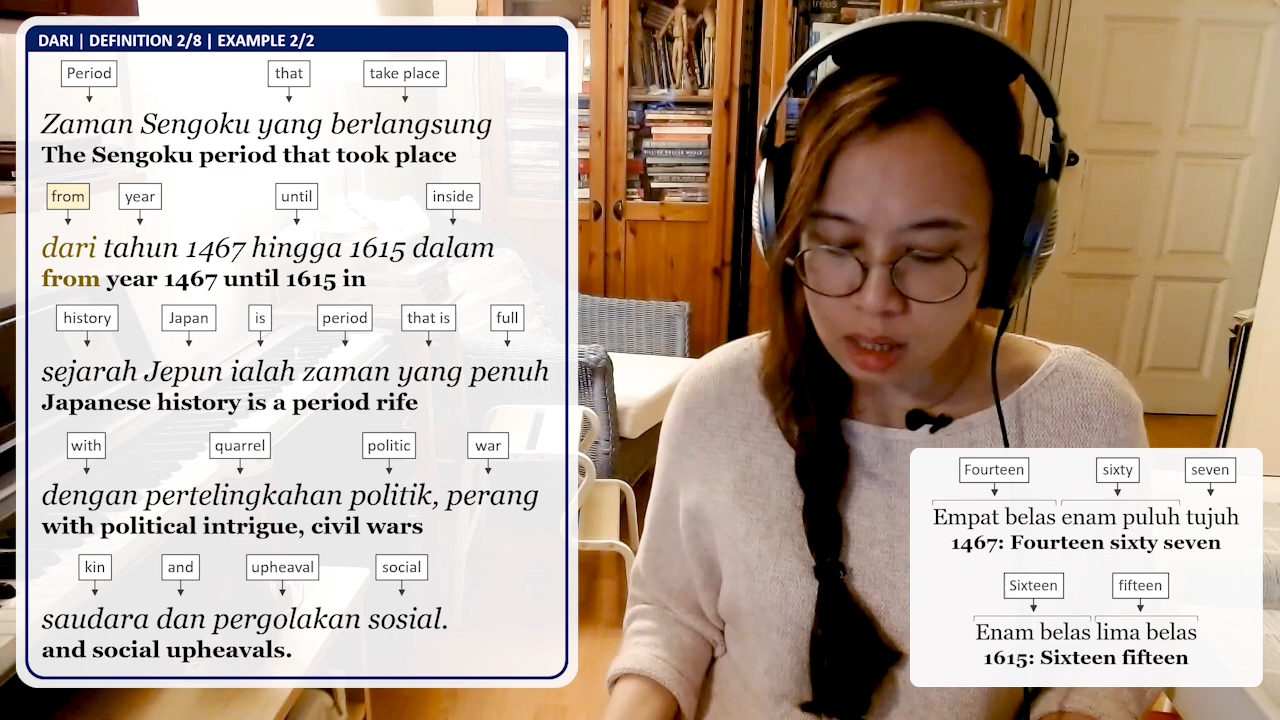 DARI | DEFINITION 2/8 | EXAMPLE 2/2
Period that take place
Zaman Sengoku yang berlangsung
The Sengoku period that took place
from year until inside
dari tahun 1467 hingga 1615 dalam
from year 1467 until 1615 in
history Japan is period that is full
sejarah Jepun ialah zaman yang penuh
Japanese history is a period rife
with quarrel politic war
dengan pertelingkahan politik, perang
with political intrigue, civil wars
kin and upheaval social
saudara dan pergolakan sosial.
and social upheavals.
Fourteen sixty seven
Empat belas enam puluh tujuh
1467: Fourteen sixty seven
Sixteen fifteen
Enam belas lima belas
1615: Sixteen fifteen